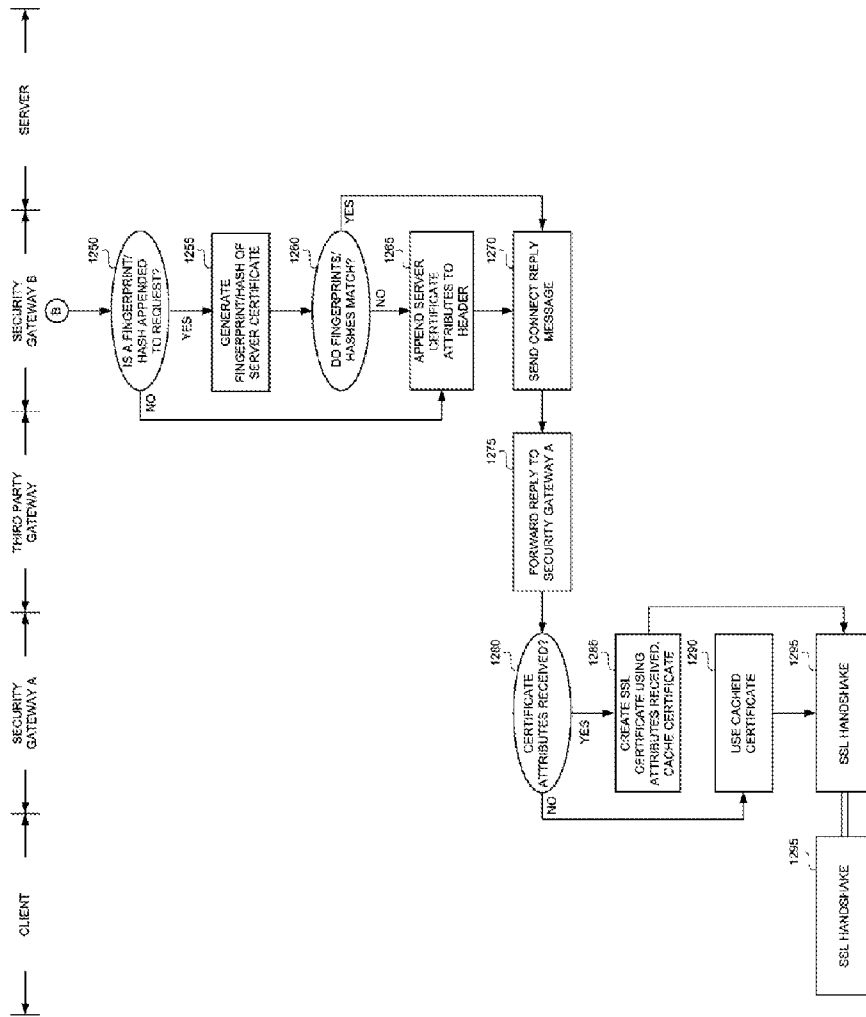 CLIENT
SECURITY
GATEWAY A
THIRD PARTY
GATEWAY
SECURITY
GATEWAY B
SERVER
B
1250
IS A FINGERPRINT/
HASH APPENDED
TO REQUEST?
NO
YES
1255
GENERATE
FINGERPRINT/HASH OF
SERVER CERTIFICATE
1260
DO FINGERPRINTS/
HASHES MATCH?
YES
NO
1265
APPEND SERVER
CERTIFICATE
ATTRIBUTES TO
HEADER
1270
SEND CONNECT REPLY
MESSAGE
1275
FORWARD REPLY TO
SECURITY GATEWAY A
1280
CERTIFICATE
ATTRIBUTES RECEIVED?
NO
YES
1285
CREATE SSL
CERTIFICATE USING
ATTRIBUTES RECEIVED,
CACHE CERTIFICATE
1290
USE CACHED
CERTIFICATE
1295
SSL HANDSHAKE
1295
SSL HANDSHAKE